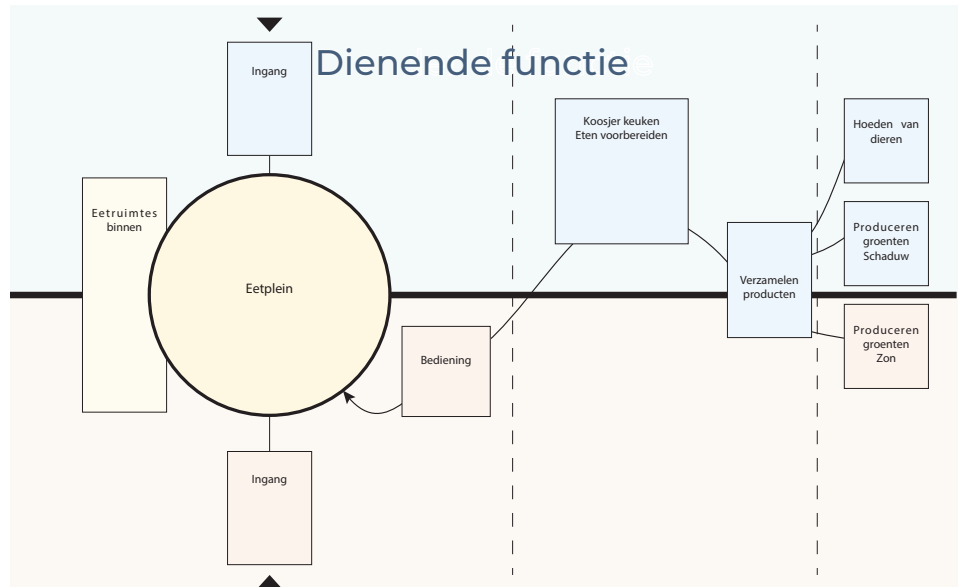 Dienende functie
Ingang
Eetruimtes
binnen
Eetplein
Bediening
Ingang
Koosjer keuken
Eten voorbereiden
Verzamelen
producten
Hoeden van
dieren
Produceren
groenten
Schaduw
Produceren
groenten
Zon